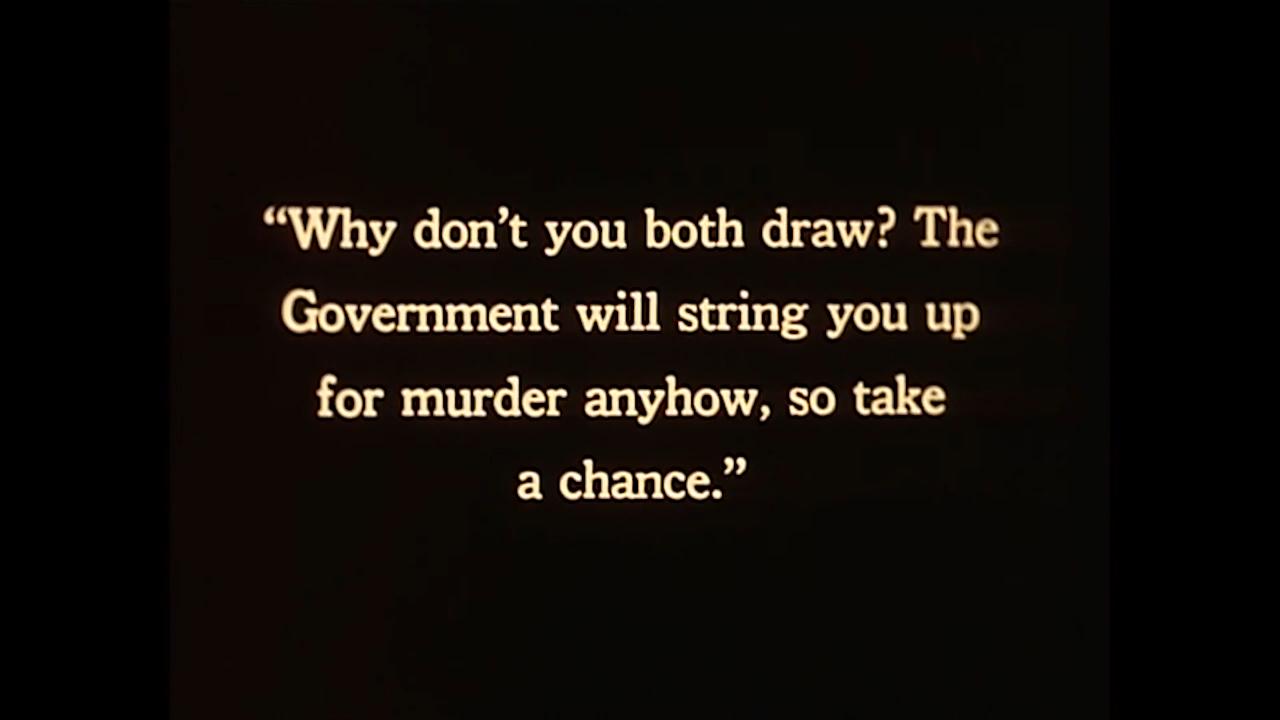 “Why don’t you both draw? The
Government will string you up
for murder anyhow, so take
a chance.”